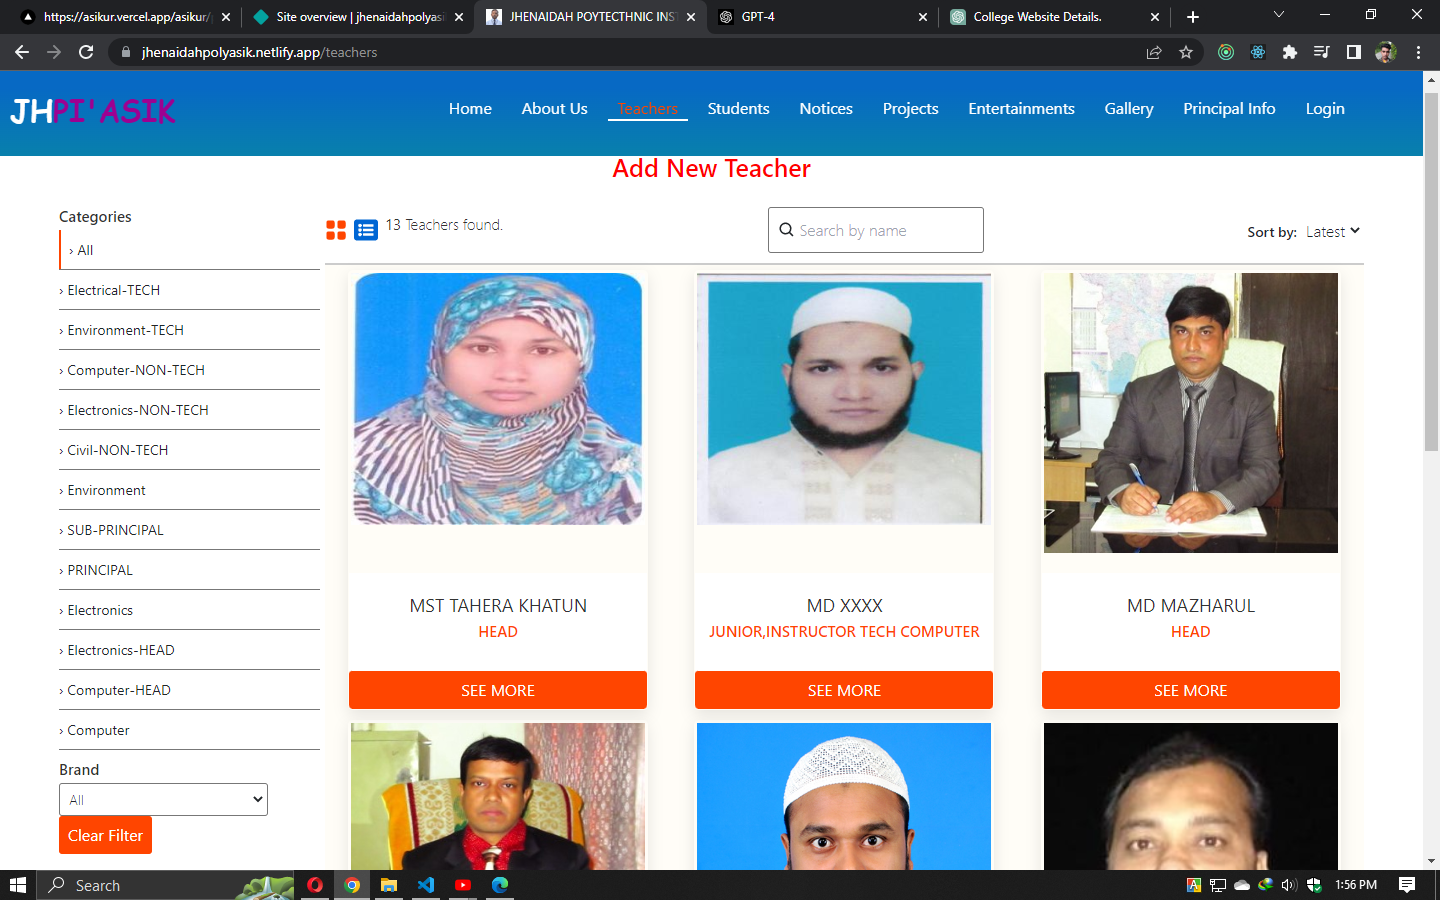 https://asikur.vercel.app/asikur/
Site overview | jhenaidahpolyasi
JHENAIDAH POYTECTHNIC INST
GPT-4
College Website Details.
jhenaidahpolyasik.netlify.app/teachers
JHPI'ASIK
Home
About Us
Teachers
Students
Notices
Projects
Entertainments
Gallery
Principal Info
Login
Add New Teacher
Categories
› All
› Electrical-TECH
› Environment-TECH
› Computer-NON-TECH
› Electronics-NON-TECH
› Civil-NON-TECH
› Environment
› SUB-PRINCIPAL
› PRINCIPAL
› Electronics
› Electronics-HEAD
› Computer-HEAD
› Computer
Brand
All
Clear Filter
13 Teachers found.
Search by name
Sort by: Latest
MST TAHERA KHATUN
HEAD
SEE MORE
MD XXXX
JUNIOR,INSTRUCTOR TECH COMPUTER
SEE MORE
MD MAZHARUL
HEAD
SEE MORE
Search
1:56 PM